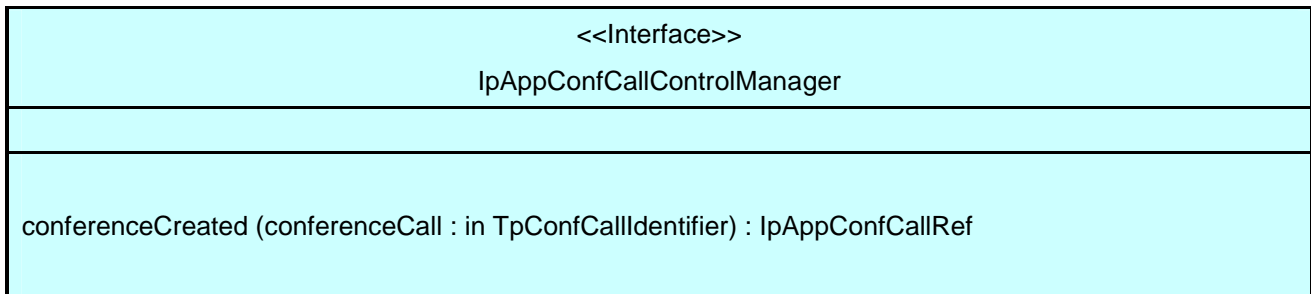 <<Interface>>
IpAppConfCallControlManager
conferenceCreated (conferenceCall : in TpConfCallIdentifier) : IpAppConfCallRef